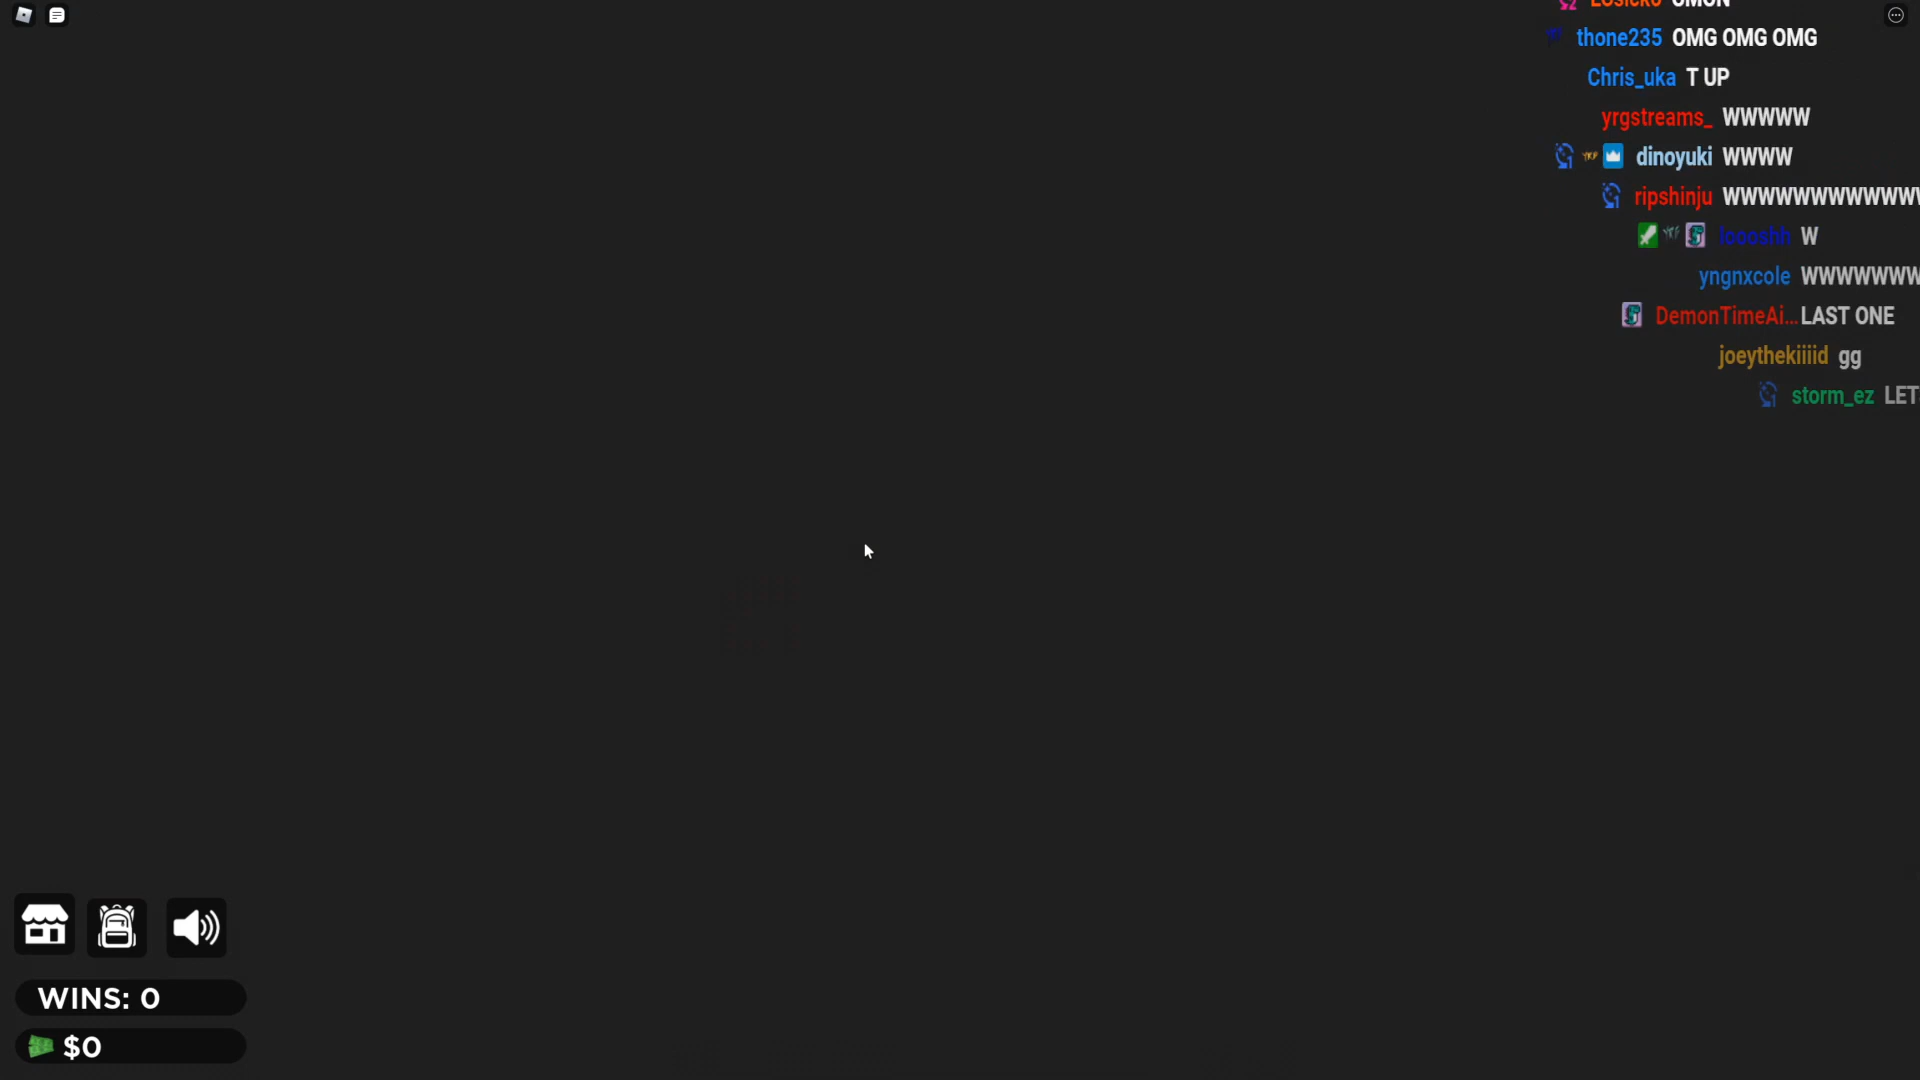 thone235 OMG OMG OMG
Chris_uka T UP
yrgstreams_ WWWWW
dinoyuki WWWW
ripshinju WWWWWWWWWWWW
loooshh W
yngnxcole WWWWWWW
DemonTimeAi... LAST ONE
joeythekiiiid gg
storm_ez LET
WINS: 0
$0